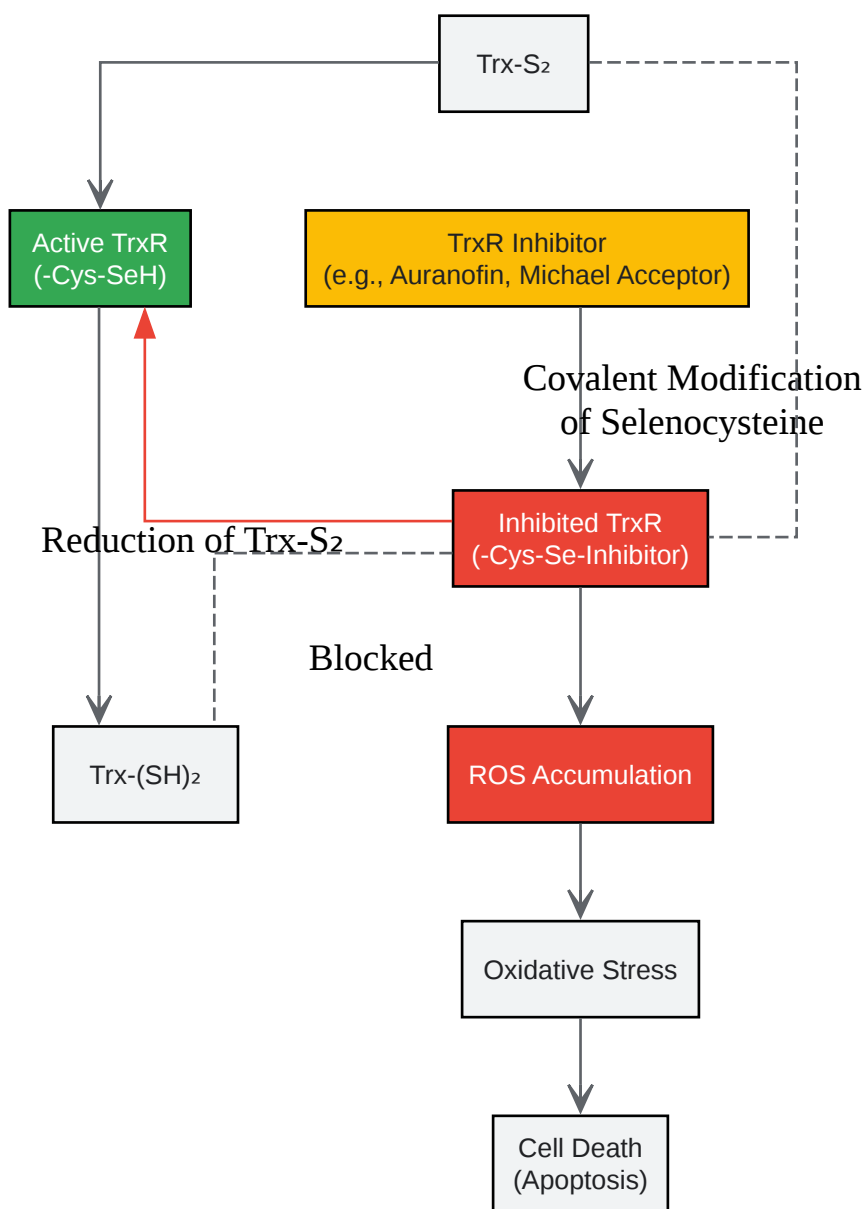 Trx-S₂
Active TrxR
(-Cys-SeH)
TrxR Inhibitor
(e.g., Auranofin, Michael Acceptor)
Covalent Modification
of Selenocysteine
Inhibited TrxR
(-Cys-Se-Inhibitor)
Reduction of Trx-S₂
Blocked
Trx-(SH)₂
ROS Accumulation
Oxidative Stress
Cell Death
(Apoptosis)